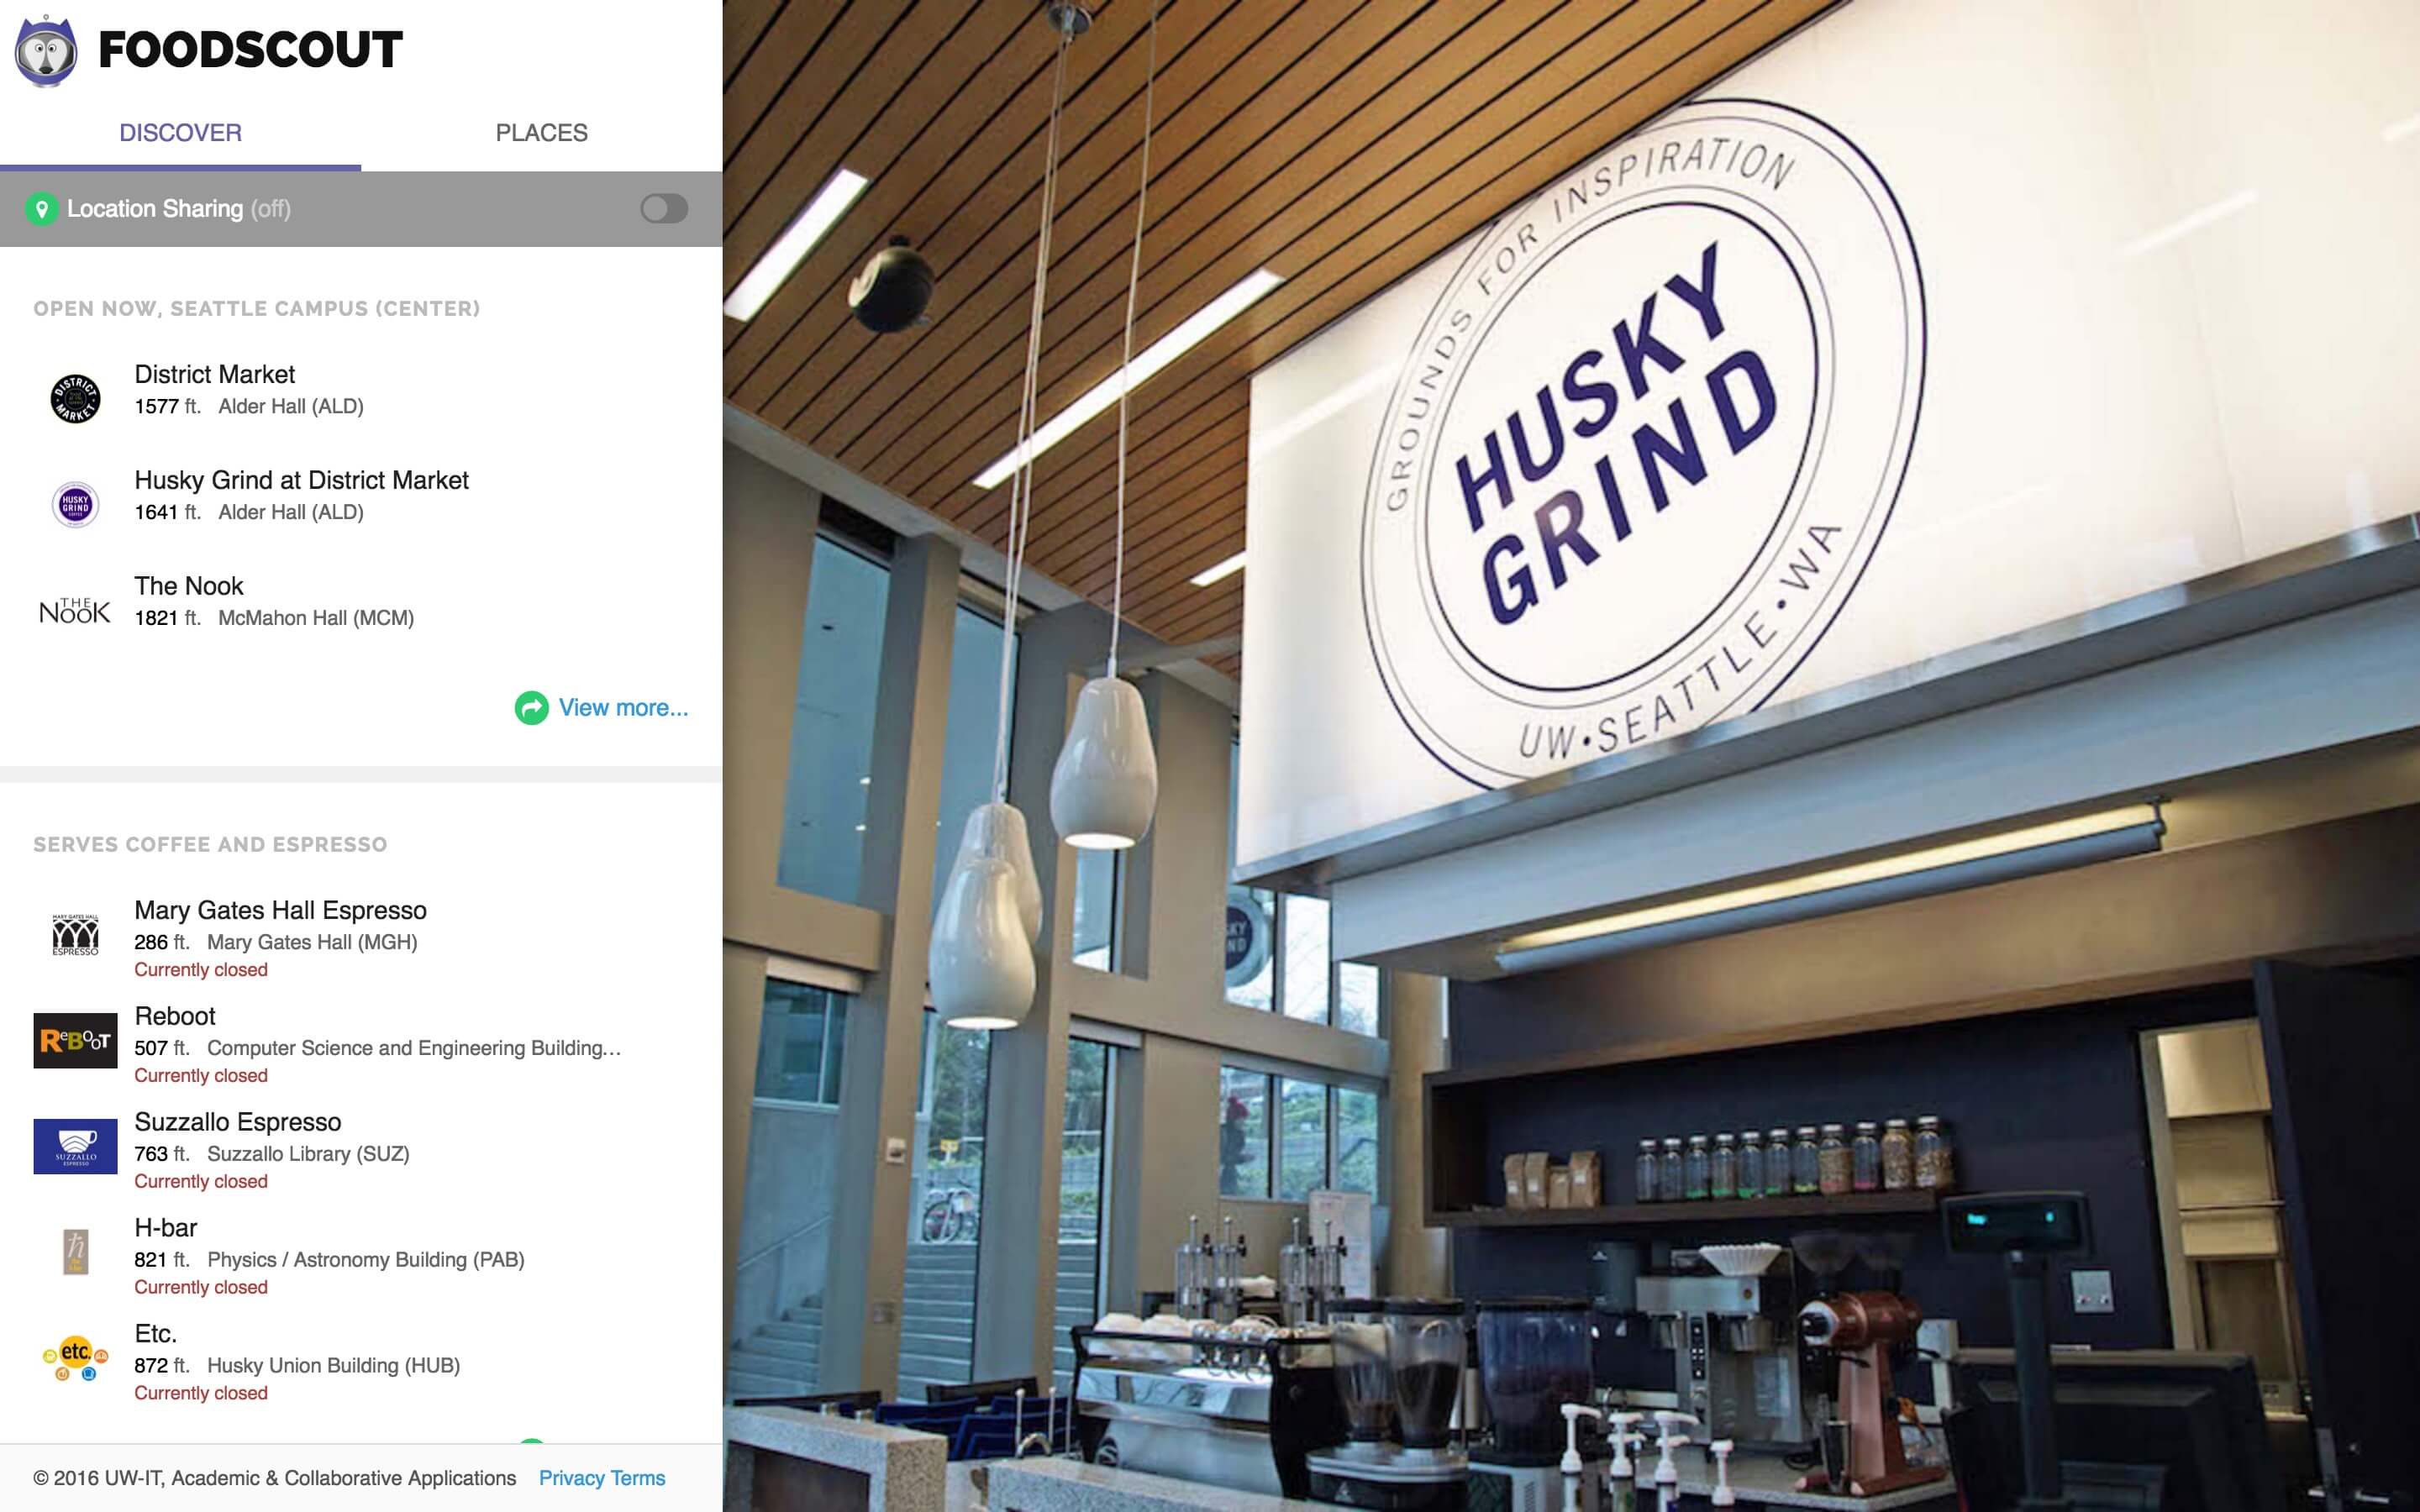 FOODSCOUT
DISCOVER
PLACES
Location Sharing (off)
OPEN NOW, SEATTLE CAMPUS (CENTER)
DISTRICT
MARKET
District Market
1577 ft. Alder Hall (ALD)
HUSKY
GRIND
Husky Grind at District Market
1641 ft. Alder Hall (ALD)
THE
NOOK
The Nook
1821 ft. McMahon Hall (MCM)
View more...
SERVES COFFEE AND ESPRESSO
MARY GATES HALL
ESPRESSO
Mary Gates Hall Espresso
286 ft. Mary Gates Hall (MGH)
Currently closed
ReBooT
Reboot
507 ft. Computer Science and Engineering Building...
Currently closed
SUZZALLO
ESPRESSO
Suzzallo Espresso
763 ft. Suzzallo Library (SUZ)
Currently closed
H-bar
821 ft. Physics / Astronomy Building (PAB)
Currently closed
etc.
Etc.
872 ft. Husky Union Building (HUB)
Currently closed
© 2016 UW-IT, Academic & Collaborative Applications Privacy Terms
GROUNDS FOR INSPIRATION
HUSKY
GRIND
UW•SEATTLE•WA
KY
ND